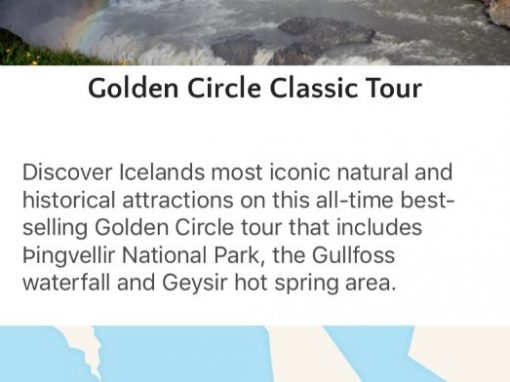 Golden Circle Classic Tour
Discover Icelands most iconic natural and
historical attractions on this all-time best-
selling Golden Circle tour that includes
Þingvellir National Park, the Gullfoss
waterfall and Geysir hot spring area.